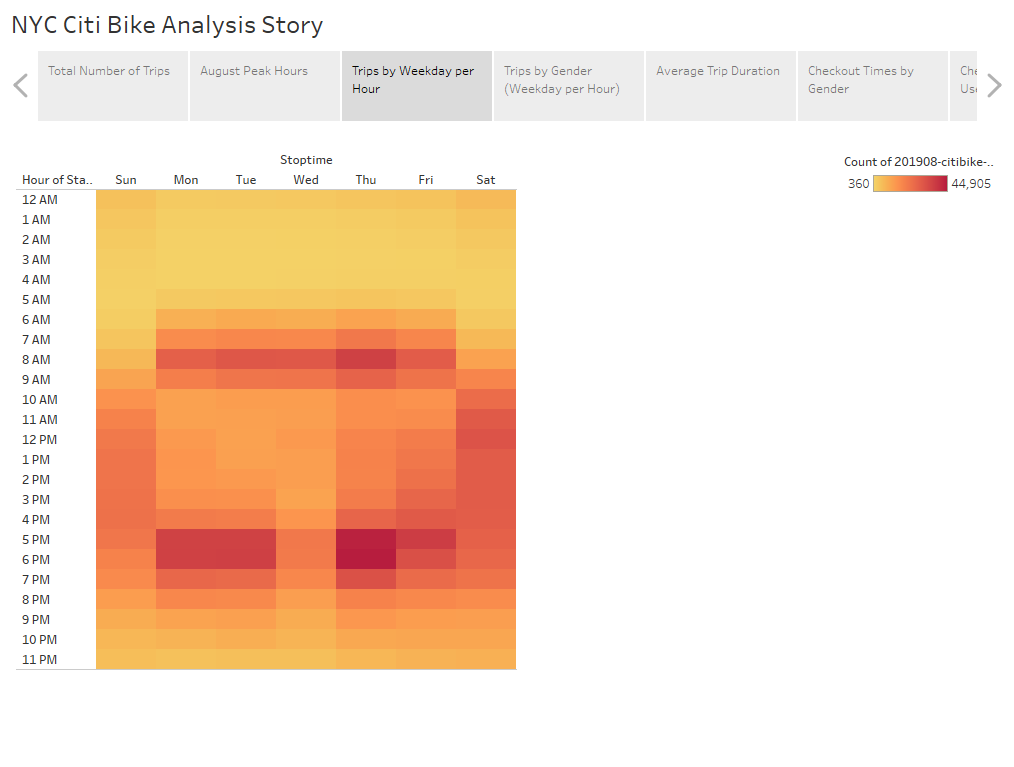 NYC Citi Bike Analysis Story
Total Number of Trips
August Peak Hours
Trips by Weekday per
Hour
Trips by Gender
(Weekday per Hour)
Average Trip Duration
Checkout Times by
Gender
Che
Use
Stoptime
Hour of Sta.. Sun Mon Tue Wed Thu Fri Sat
12 AM
1 AM
2 AM
3 AM
4 AM
5 AM
6 AM
7 AM
8 AM
9 AM
10 AM
11 AM
12 PM
1 PM
2 PM
3 PM
4 PM
5 PM
6 PM
7 PM
8 PM
9 PM
10 PM
11 PM
Count of 201908-citibike-..
360 44,905